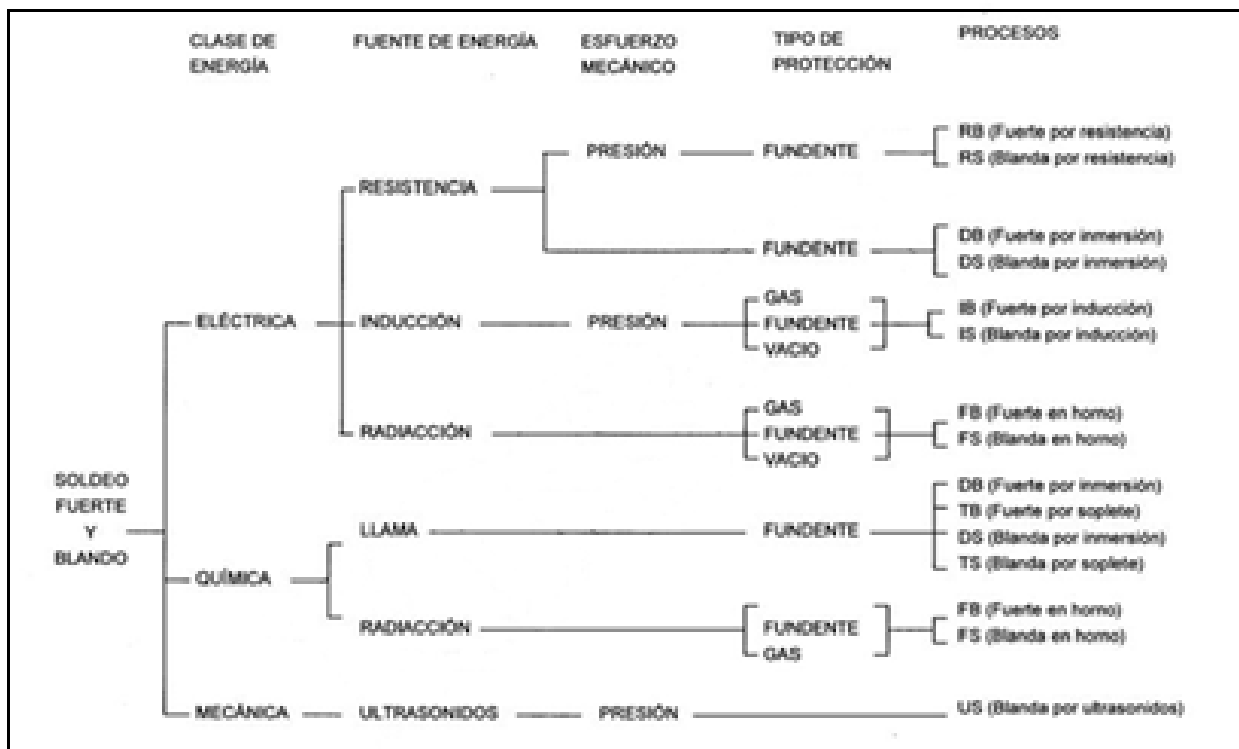 CLASE DE ENERGÍA
FUENTE DE ENERGÍA
ESFUERZO MECÁNICO
TIPO DE PROTECCIÓN
PROCESOS
SOLDEO
FUERTE
Y
BLANDO
ELÉCTRICA
RESISTENCIA
PRESIÓN
FUNDENTE
RB (Fuerte por resistencia)
RS (Blanda por resistencia)
FUNDENTE
DB (Fuerte por inmersión)
DS (Blanda por inmersión)
INDUCCIÓN
PRESIÓN
GAS
FUNDENTE
VACIO
IB (Fuerte por inducción)
IS (Blanda por inducción)
RADIACCIÓN
GAS
FUNDENTE
VACIO
FB (Fuerte en horno)
FS (Blanda en horno)
QUÍMICA
LLAMA
FUNDENTE
DB (Fuerte por inmersión)
TB (Fuerte por soplete)
DS (Blanda por inmersión)
TS (Blanda por soplete)
RADIACCIÓN
FUNDENTE
GAS
FB (Fuerte en horno)
FS (Blanda en horno)
MECÁNICA
ULTRASONIDOS
PRESIÓN
US (Blanda por ultrasonidos)